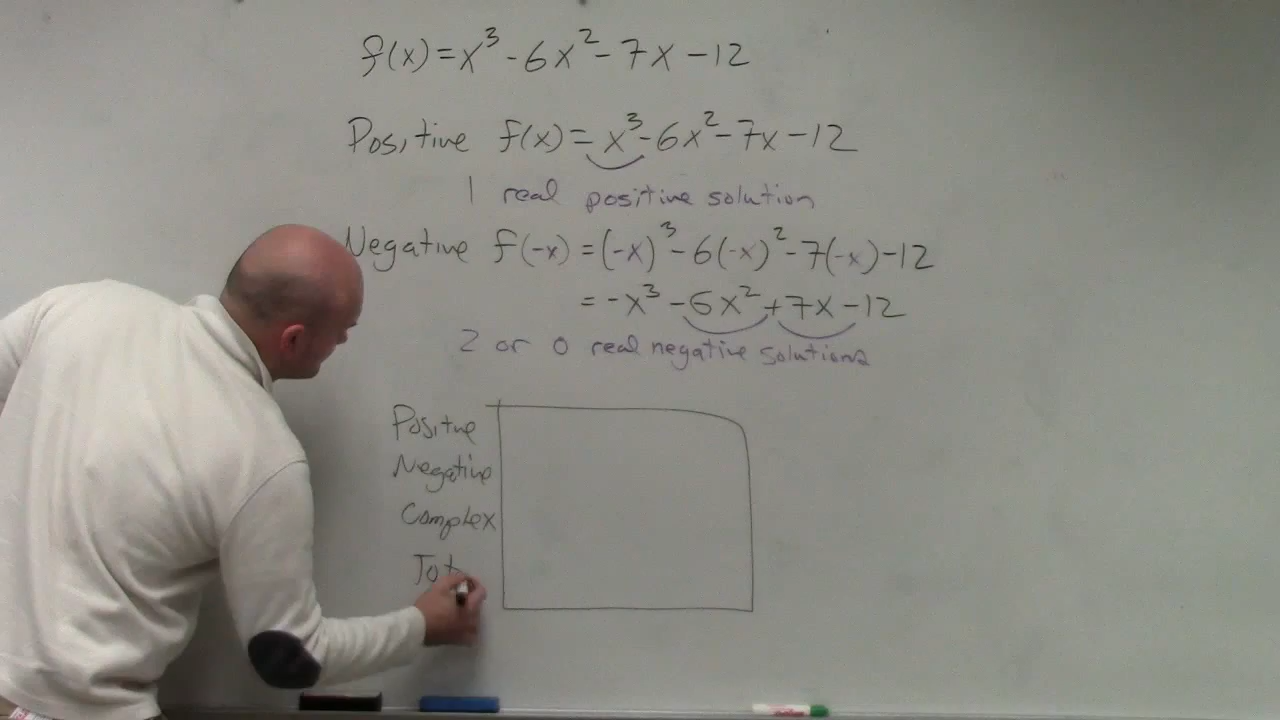 f(x) = x³ - 6x² - 7x - 12
Positive f(x) = x³ - 6x² - 7x - 12
1 real positive solution
Negative f(-x) = (-x)³ - 6(-x)² - 7(-x) - 12
= -x³ - 6x² + 7x - 12
2 or 0 real negative solutions
Positive
Negative
Complex
Tot